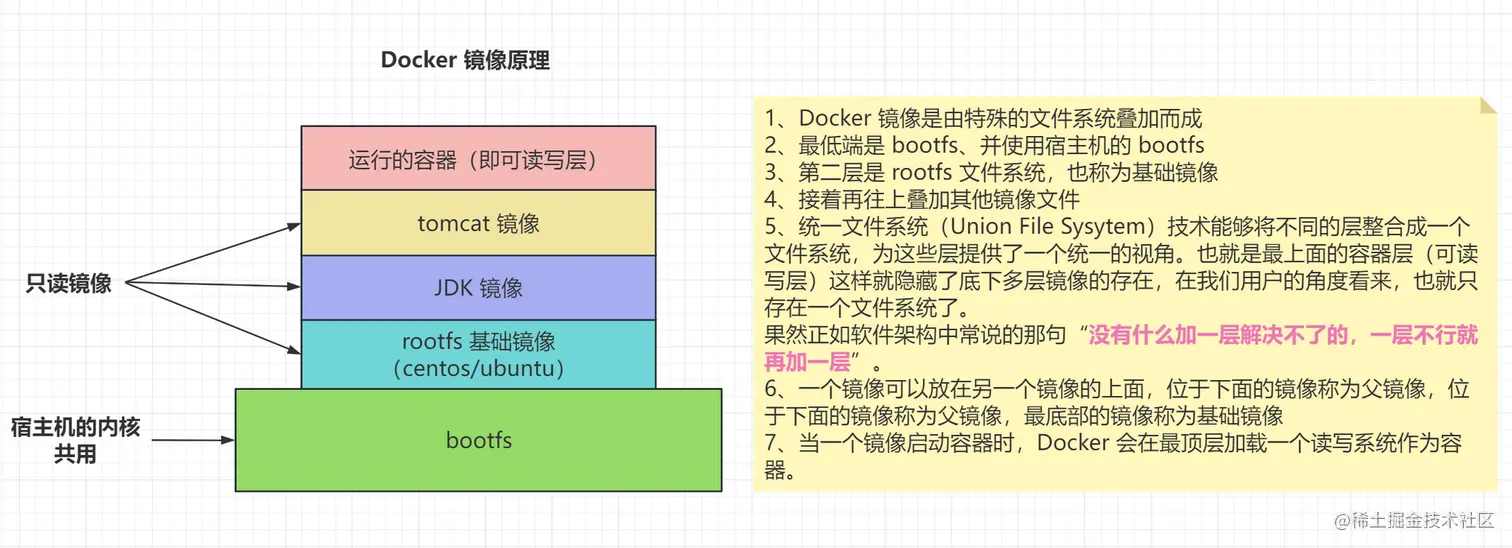 Docker 镜像原理
运行的容器（即可读写层）
tomcat 镜像
只读镜像
JDK 镜像
rootfs 基础镜像
（centos/ubuntu）
宿主机的内核
共用
bootfs
1、Docker 镜像是由特殊的文件系统叠加而成
2、最低端是 bootfs、并使用宿主机的 bootfs
3、第二层是 rootfs 文件系统，也称为基础镜像
4、接着再往上叠加其他镜像文件
5、统一文件系统（Union File Sysytem）技术能够将不同的层整合成一个
文件系统，为这些层提供了一个统一的视角。也就是最上面的容器层（可读
写层）这样就隐藏了底下多层镜像的存在，在我们用户的角度看来，也就只
存在一个文件系统了。
果然正如软件架构中常说的那句“没有什么加一层解决不了的，一层不行就
再加一层”。
6、一个镜像可以放在另一个镜像的上面，位于下面的镜像称为父镜像，位
于下面的镜像称为父镜像，最底部的镜像称为基础镜像
7、当一个镜像启动容器时，Docker 会在最顶层加载一个读写系统作为容
器。
@稀土掘金技术社区